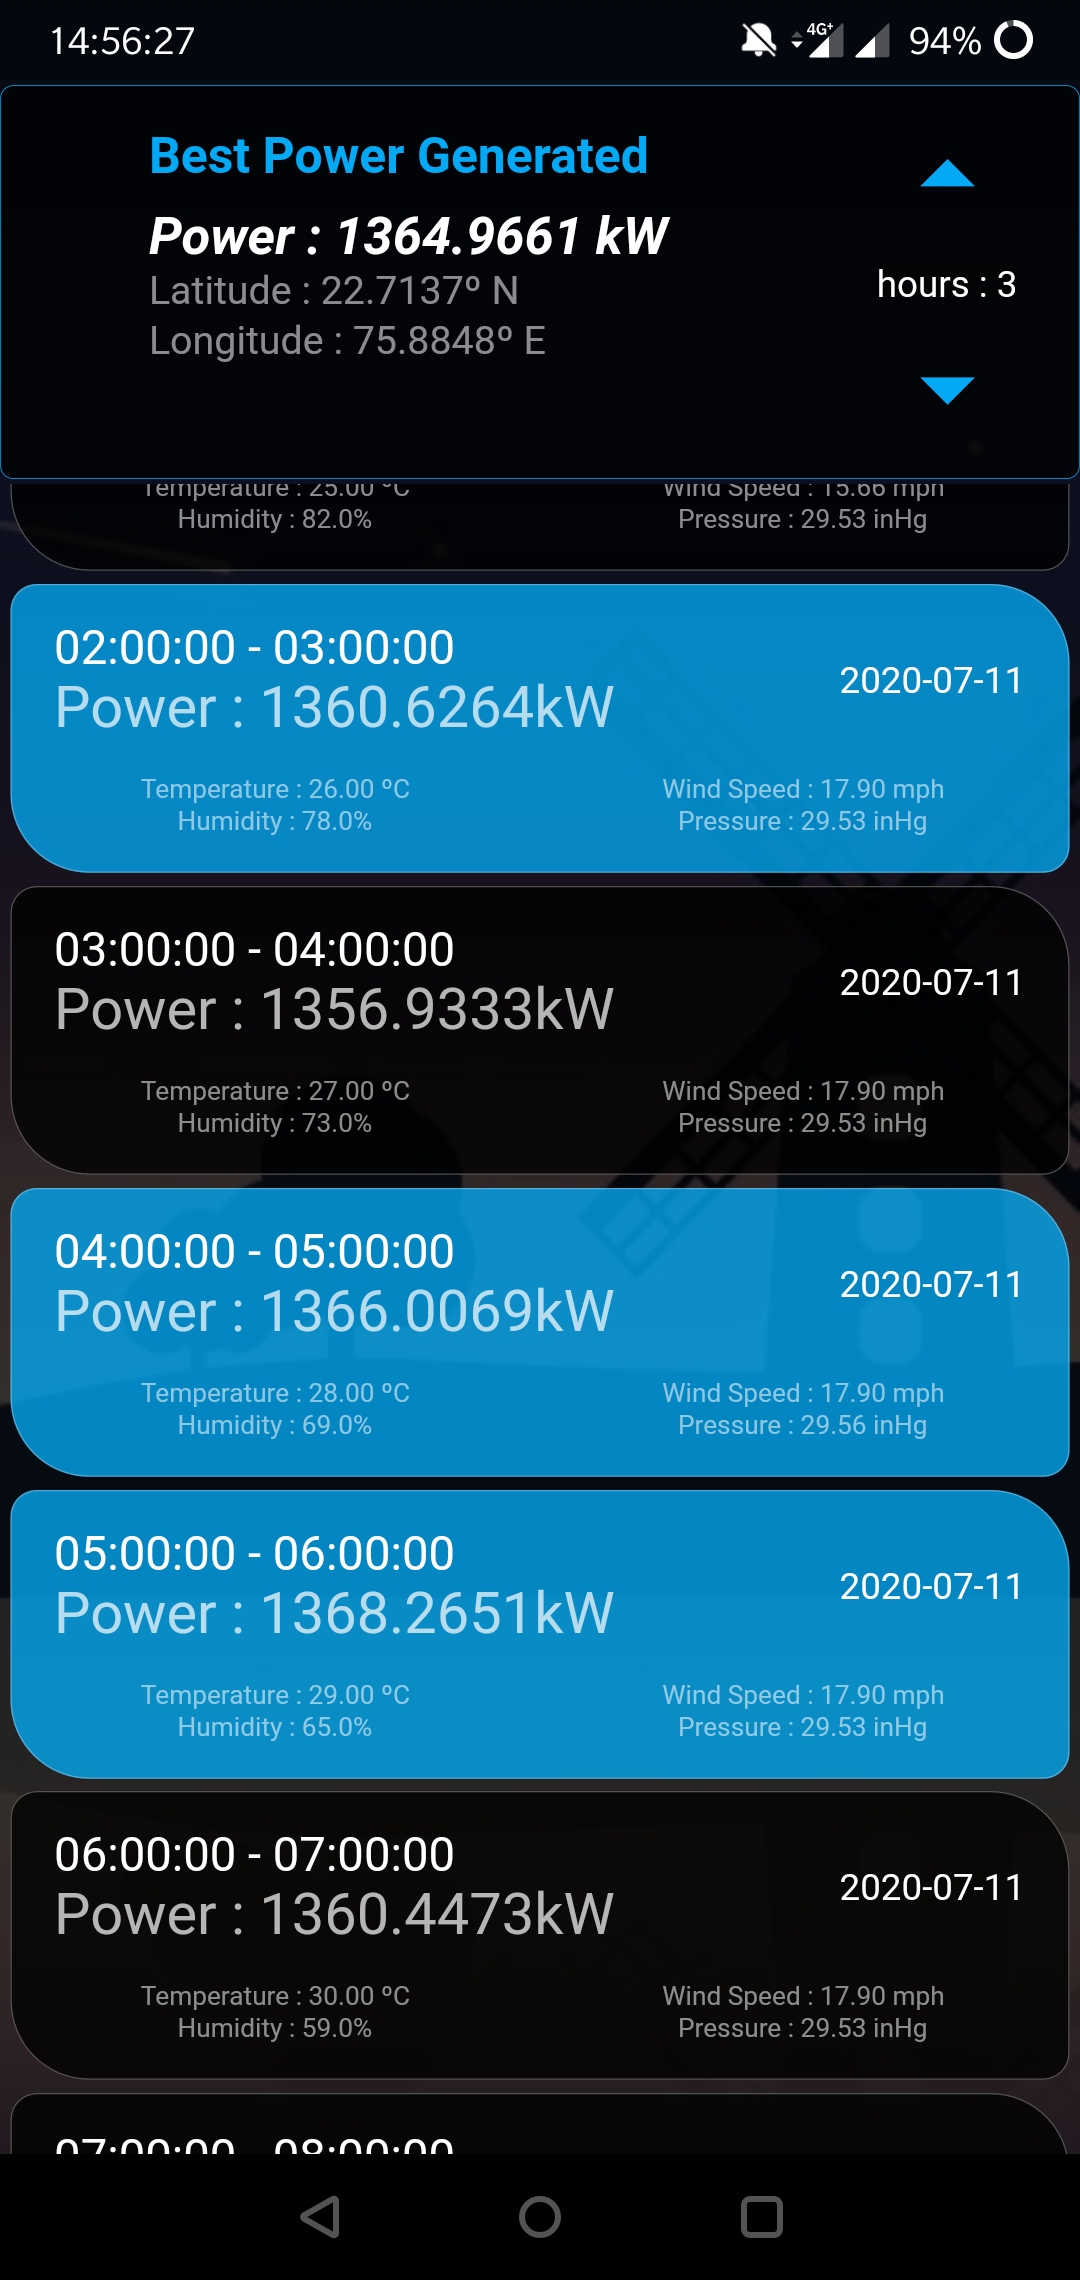 14:56:27
4G+
94%
Best Power Generated
Power : 1364.9661 kW
Latitude : 22.7137º N
Longitude : 75.8848º E
hours : 3
Temperature : 25.00 ºC
Wind Speed : 15.66 mph
Humidity : 82.0%
Pressure : 29.53 inHg
02:00:00 - 03:00:00
2020-07-11
Power : 1360.6264kW
Temperature : 26.00 ºC
Wind Speed : 17.90 mph
Humidity : 78.0%
Pressure : 29.53 inHg
03:00:00 - 04:00:00
2020-07-11
Power : 1356.9333kW
Temperature : 27.00 ºC
Wind Speed : 17.90 mph
Humidity : 73.0%
Pressure : 29.53 inHg
04:00:00 - 05:00:00
2020-07-11
Power : 1366.0069kW
Temperature : 28.00 ºC
Wind Speed : 17.90 mph
Humidity : 69.0%
Pressure : 29.56 inHg
05:00:00 - 06:00:00
2020-07-11
Power : 1368.2651kW
Temperature : 29.00 ºC
Wind Speed : 17.90 mph
Humidity : 65.0%
Pressure : 29.53 inHg
06:00:00 - 07:00:00
2020-07-11
Power : 1360.4473kW
Temperature : 30.00 ºC
Wind Speed : 17.90 mph
Humidity : 59.0%
Pressure : 29.53 inHg
07:00:00 - 08:00:00